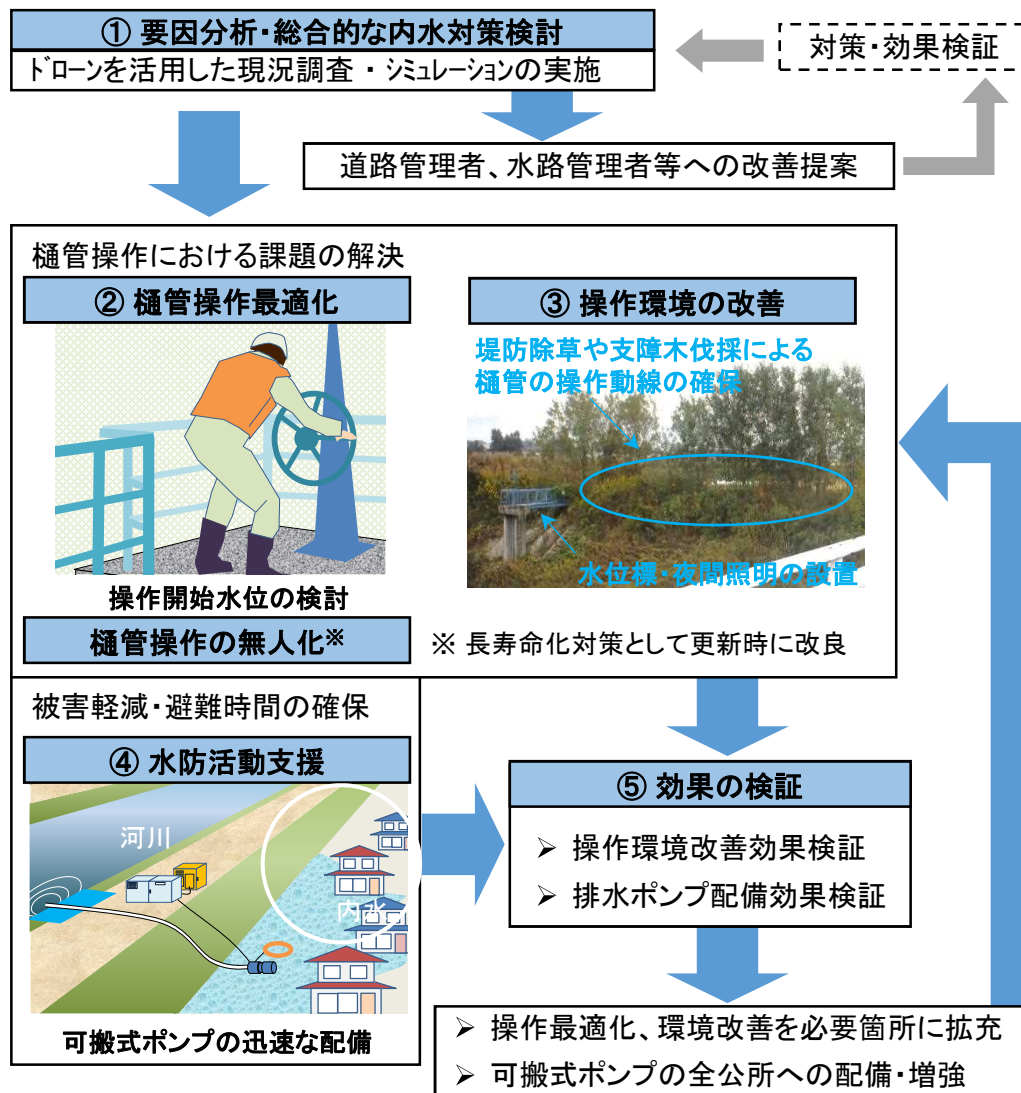 ① 要因分析・総合的な内水対策検討
ﾄﾞﾛｰﾝを活用した現況調査 ・ ｼﾐｭﾚｰｼｮﾝの実施
対策・効果検証
道路管理者、水路管理者等への改善提案
樋管操作における課題の解決
② 樋管操作最適化
操作開始水位の検討
樋管操作の無人化※
③ 操作環境の改善
堤防除草や支障木伐採による
樋管の操作動線の確保
水位標・夜間照明の設置
※ 長寿命化対策として更新時に改良
被害軽減・避難時間の確保
④ 水防活動支援
河川
内水
可搬式ポンプの迅速な配備
⑤ 効果の検証
➢ 操作環境改善効果検証
➢ 排水ポンプ配備効果検証
➢ 操作最適化、環境改善を必要箇所に拡充
➢ 可搬式ポンプの全公所への配備・増強